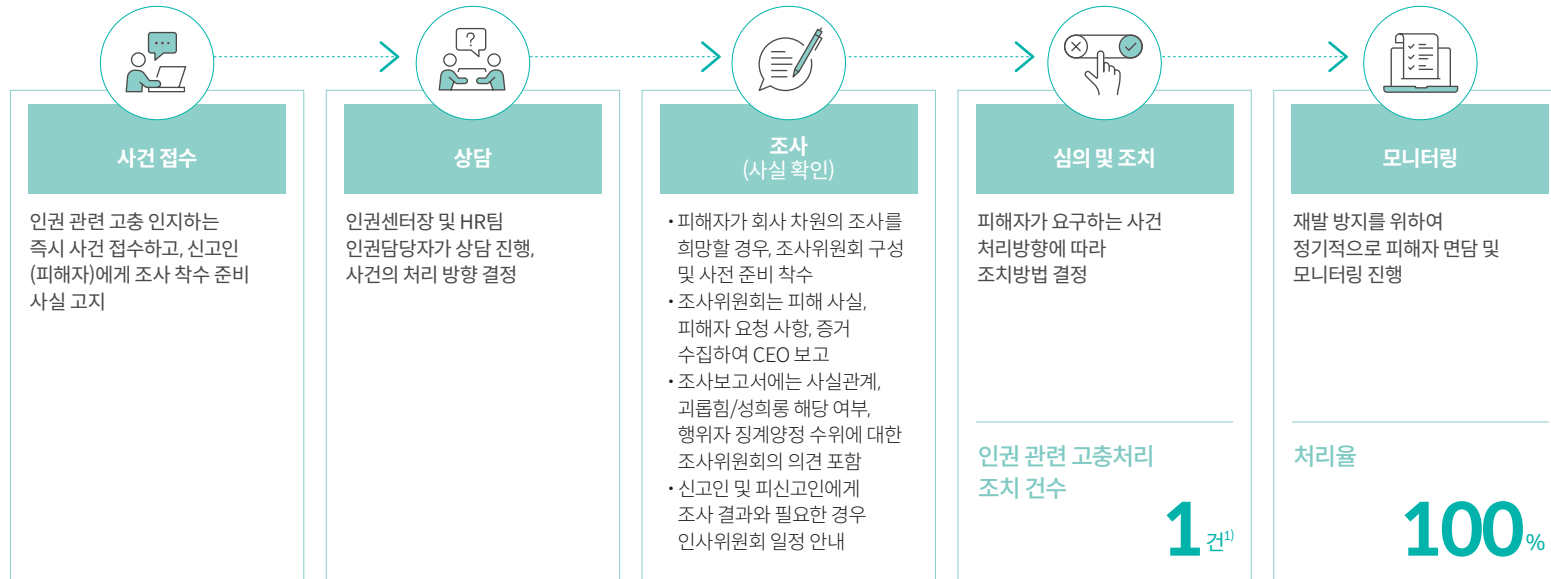 사건 접수
인권 관련 고충 인지하는
즉시 사건 접수하고, 신고인
(피해자)에게 조사 착수 준비
사실 고지
상담
인권센터장 및 HR팀
인권담당자가 상담 진행,
사건의 처리 방향 결정
조사
(사실 확인)
• 피해자가 회사 차원의 조사를
희망할 경우, 조사위원회 구성
및 사전 준비 착수
• 조사위원회는 피해 사실,
피해자 요청 사항, 증거
수집하여 CEO 보고
• 조사보고서에는 사실관계,
괴롭힘/성희롱 해당 여부,
행위자 징계양정 수위에 대한
조사위원회의 의견 포함
• 신고인 및 피신고인에게
조사 결과와 필요한 경우
인사위원회 일정 안내
심의 및 조치
피해자가 요구하는 사건
처리방향에 따라
조치방법 결정
인권 관련 고충처리
조치 건수
1건1)
모니터링
재발 방지를 위하여
정기적으로 피해자 면담 및
모니터링 진행
처리율
100%